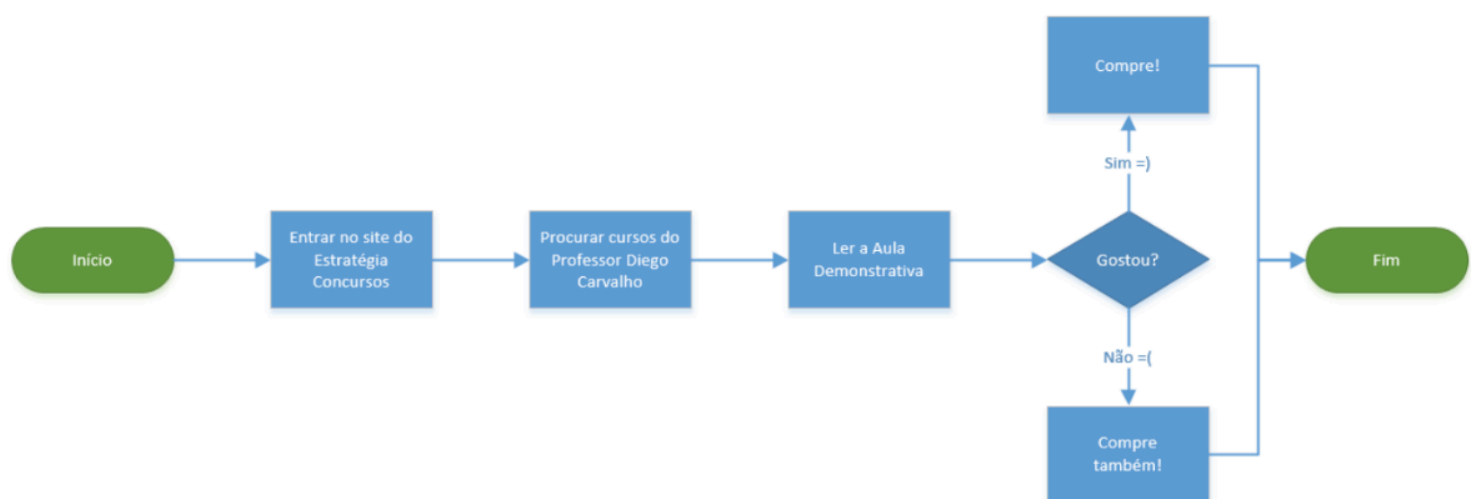 Início
Entrar no site do
Estratégia
Concursos
Procurar cursos do
Professor Diego
Carvalho
Ler a Aula
Demonstrativa
Gostou?
Sim =)
Compre!
Não =(
Compre
também!
Fim